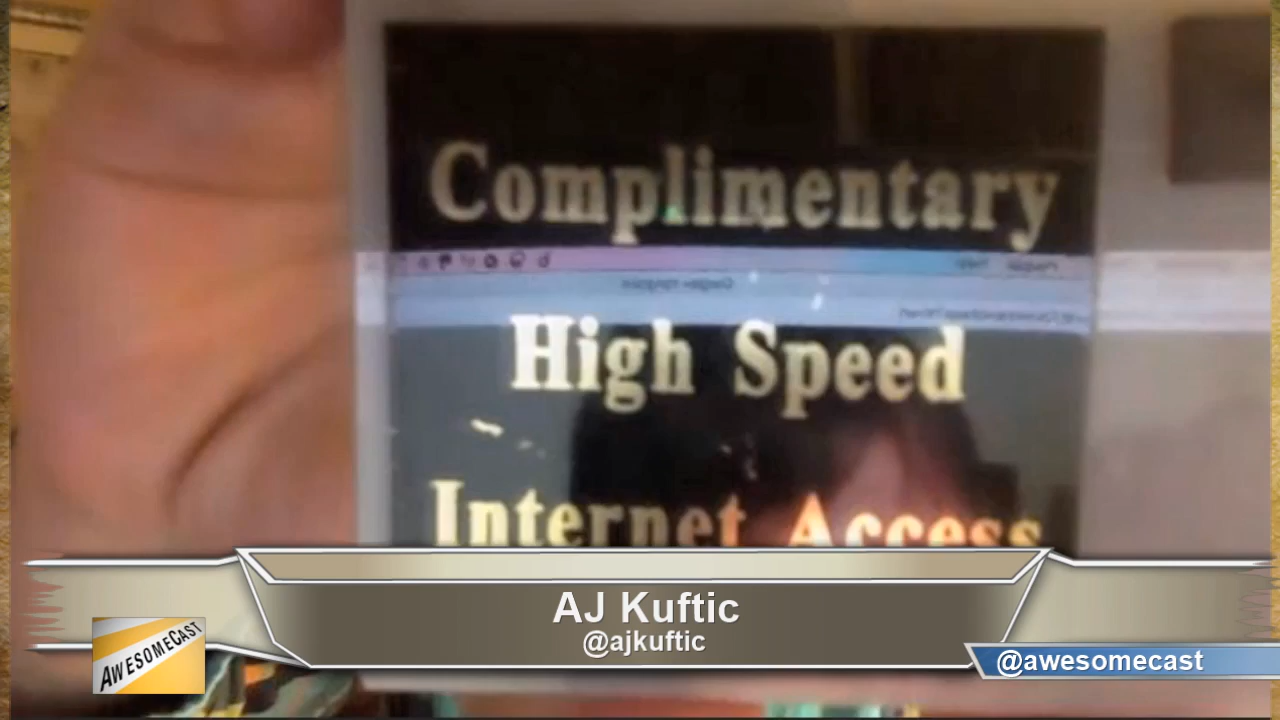 Complimentary
High Speed
Internet Access
AJ Kuftic
@ajkuftic
AWESOMECAST
@awesomecast